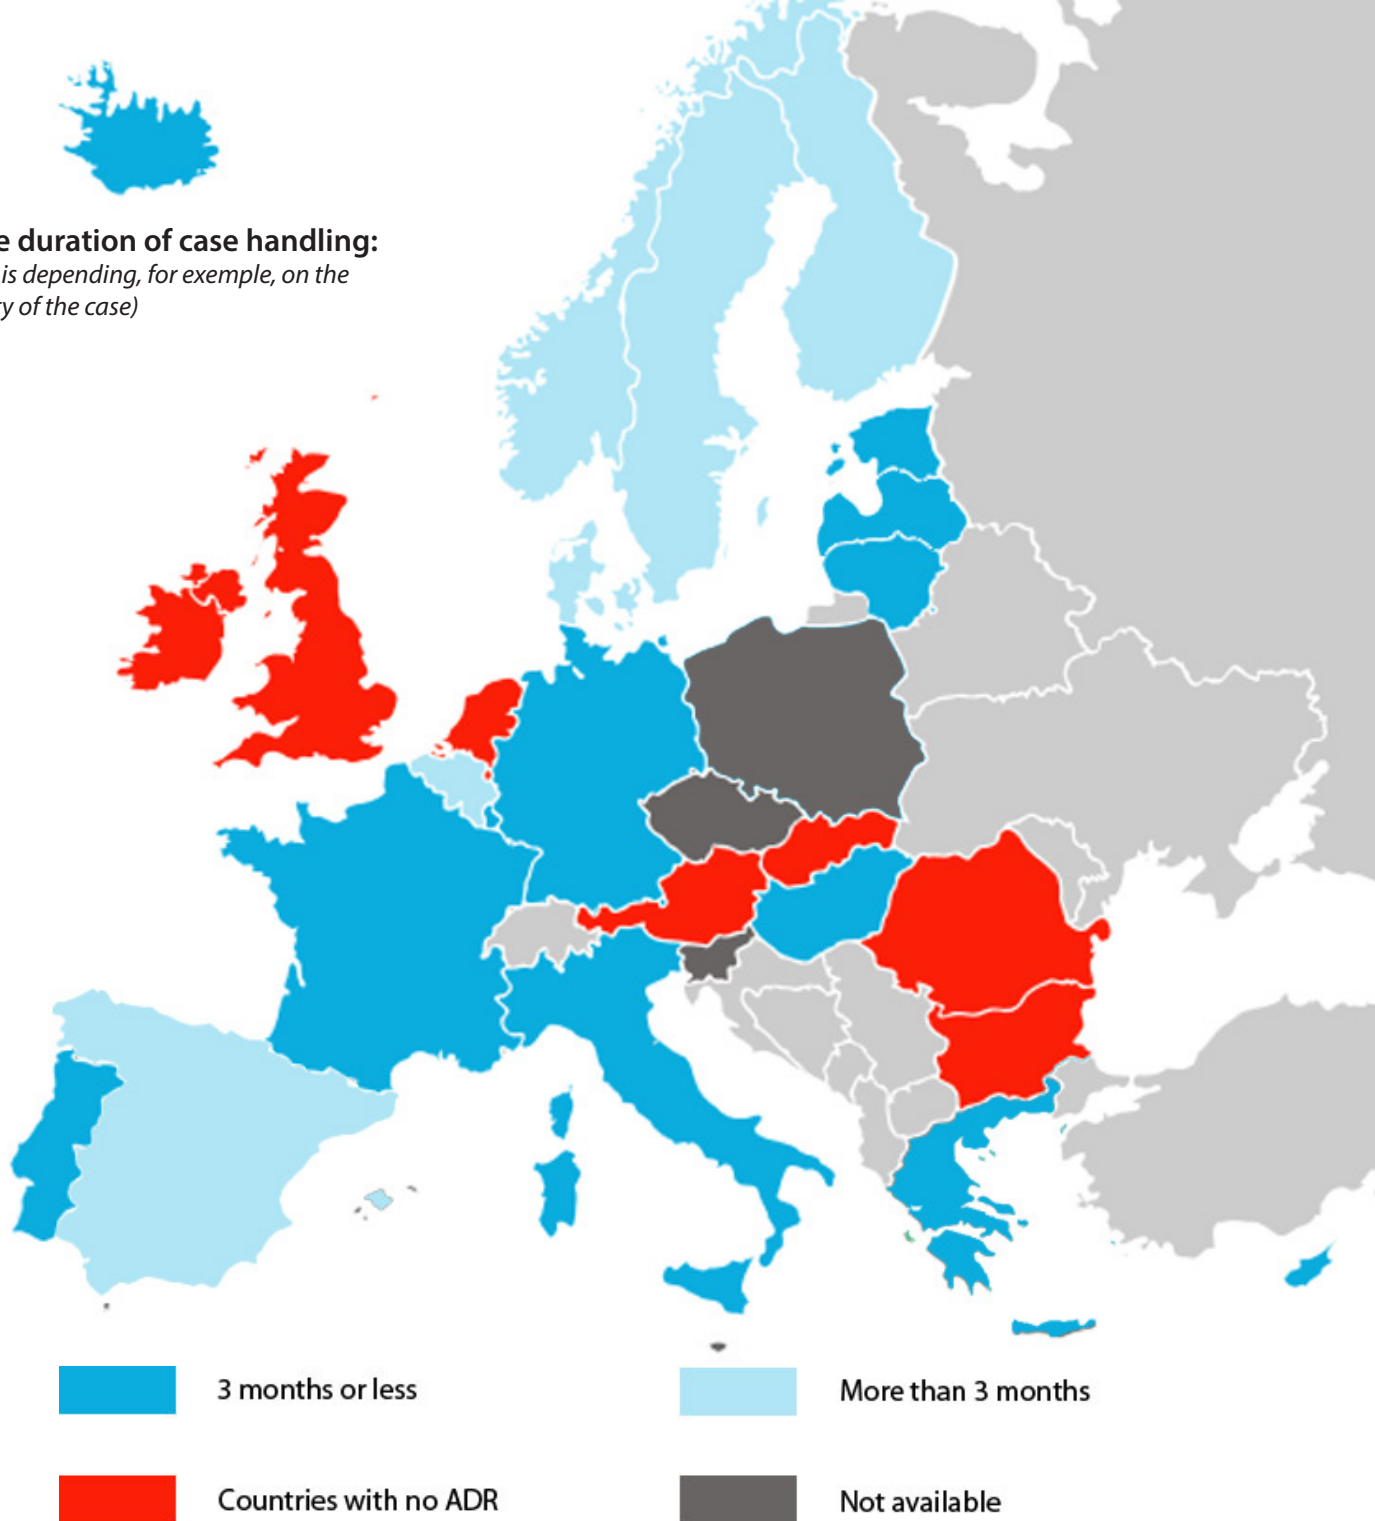 e duration of case handling:
is depending, for exemple, on the
ty of the case)
3 months or less
More than 3 months
Countries with no ADR
Not available